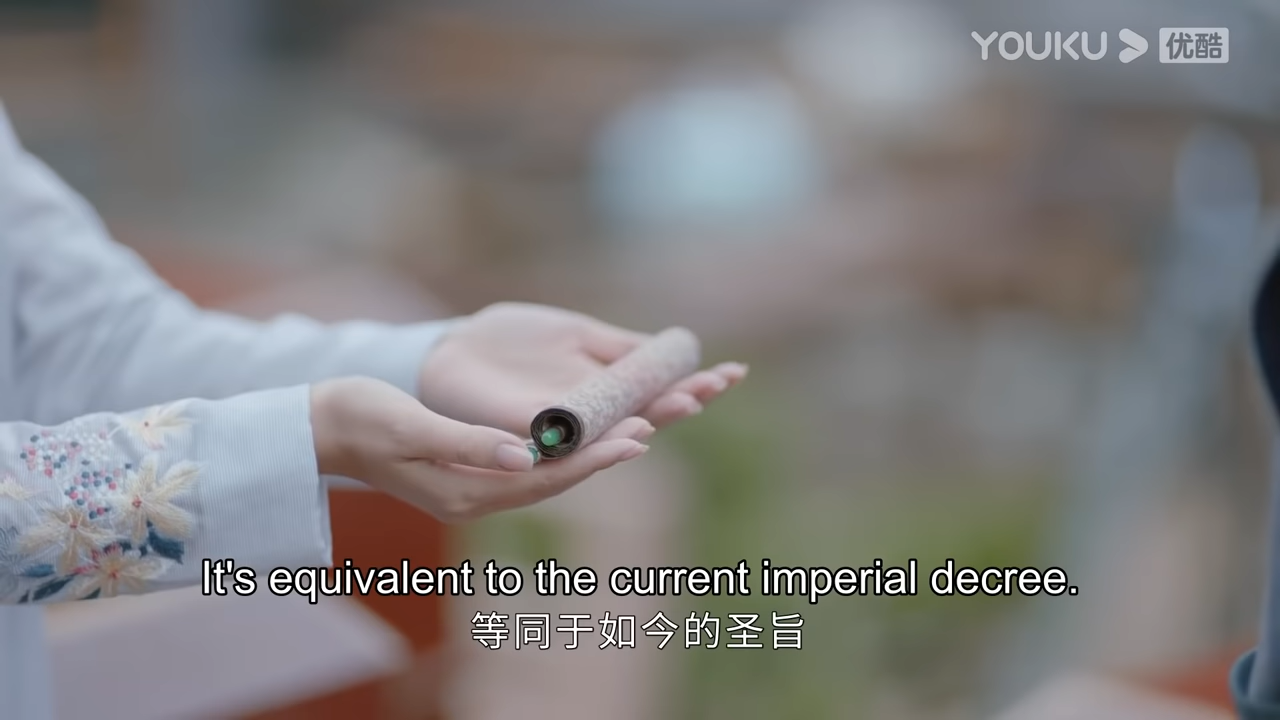 YOUKU 优酷
It's equivalent to the current imperial decree.
等同于如今的圣旨